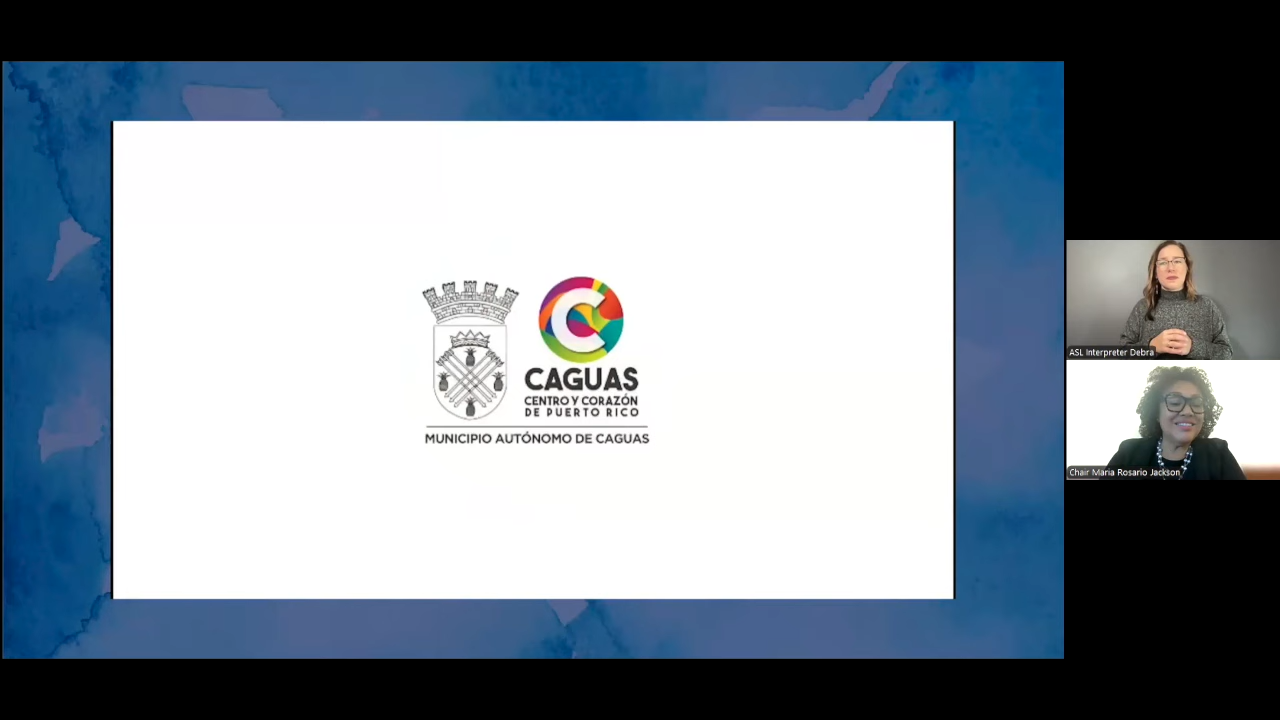 C
CAGUAS
CENTRO Y CORAZÓN
DE PUERTO RICO
MUNICIPIO AUTÓNOMO DE CAGUAS
ASL Interpreter Debra
Chair Maria Rosario Jackson